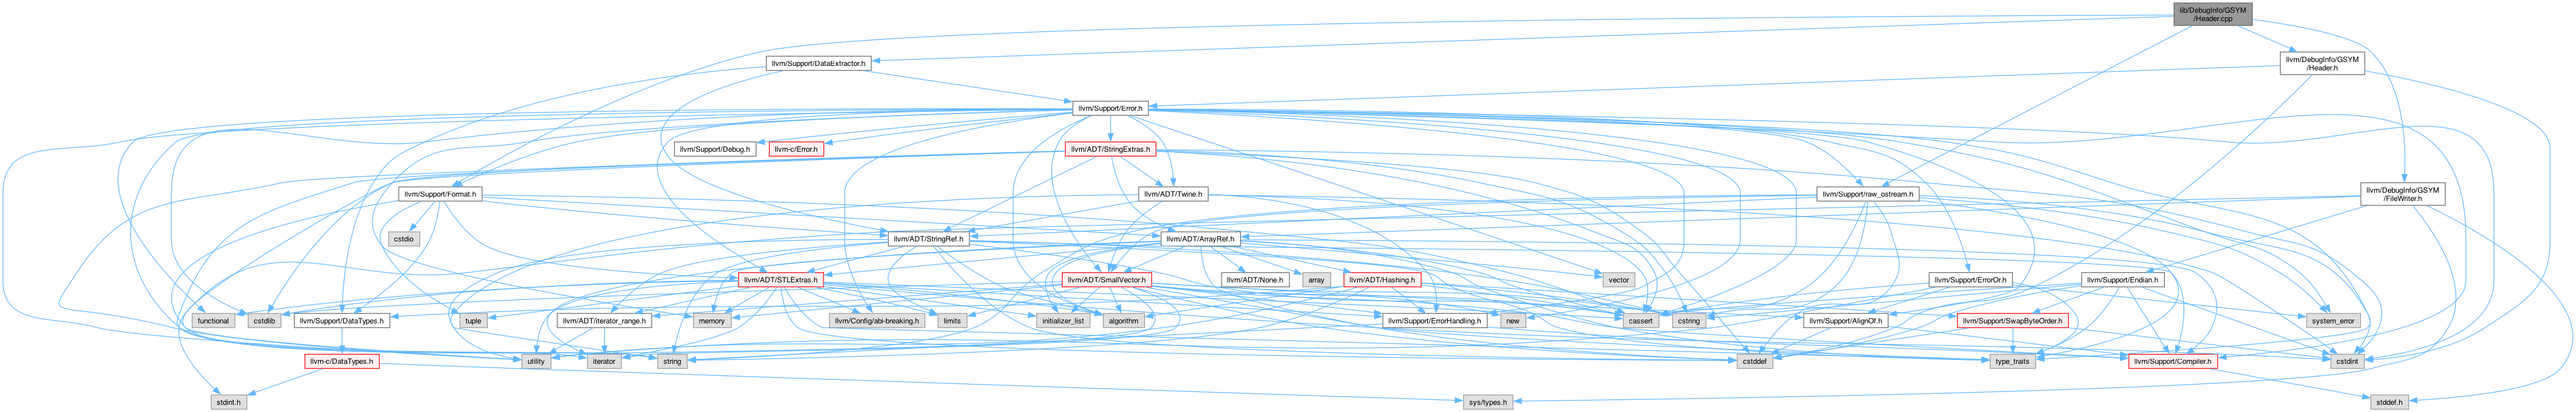 lib/DebugInfo/GSYM
/Header.cpp
llvm/Support/DataExtractor.h
llvm/DebugInfo/GSYM
/Header.h
llvm/Support/Error.h
llvm/Support/Debug.h
llvm-c/Error.h
llvm/ADT/StringExtras.h
llvm/Support/Format.h
llvm/ADT/Twine.h
llvm/Support/raw_ostream.h
llvm/DebugInfo/GSYM
/FileWriter.h
cstdio
llvm/ADT/StringRef.h
llvm/ADT/ArrayRef.h
llvm/ADT/STLExtras.h
llvm/ADT/SmallVector.h
llvm/ADT/None.h
array
llvm/ADT/Hashing.h
vector
llvm/Support/ErrorOr.h
llvm/Support/Endian.h
functional
cstdlib
llvm/Support/DataTypes.h
tuple
llvm/ADT/iterator_range.h
memory
llvm/Config/abi-breaking.h
limits
initializer_list
algorithm
llvm/Support/ErrorHandling.h
new
cassert
cstring
llvm/Support/AlignOf.h
llvm/Support/SwapByteOrder.h
system_error
llvm-c/DataTypes.h
utility
iterator
string
cstddef
type_traits
llvm/Support/Compiler.h
cstdint
stdint.h
sys/types.h
stddef.h